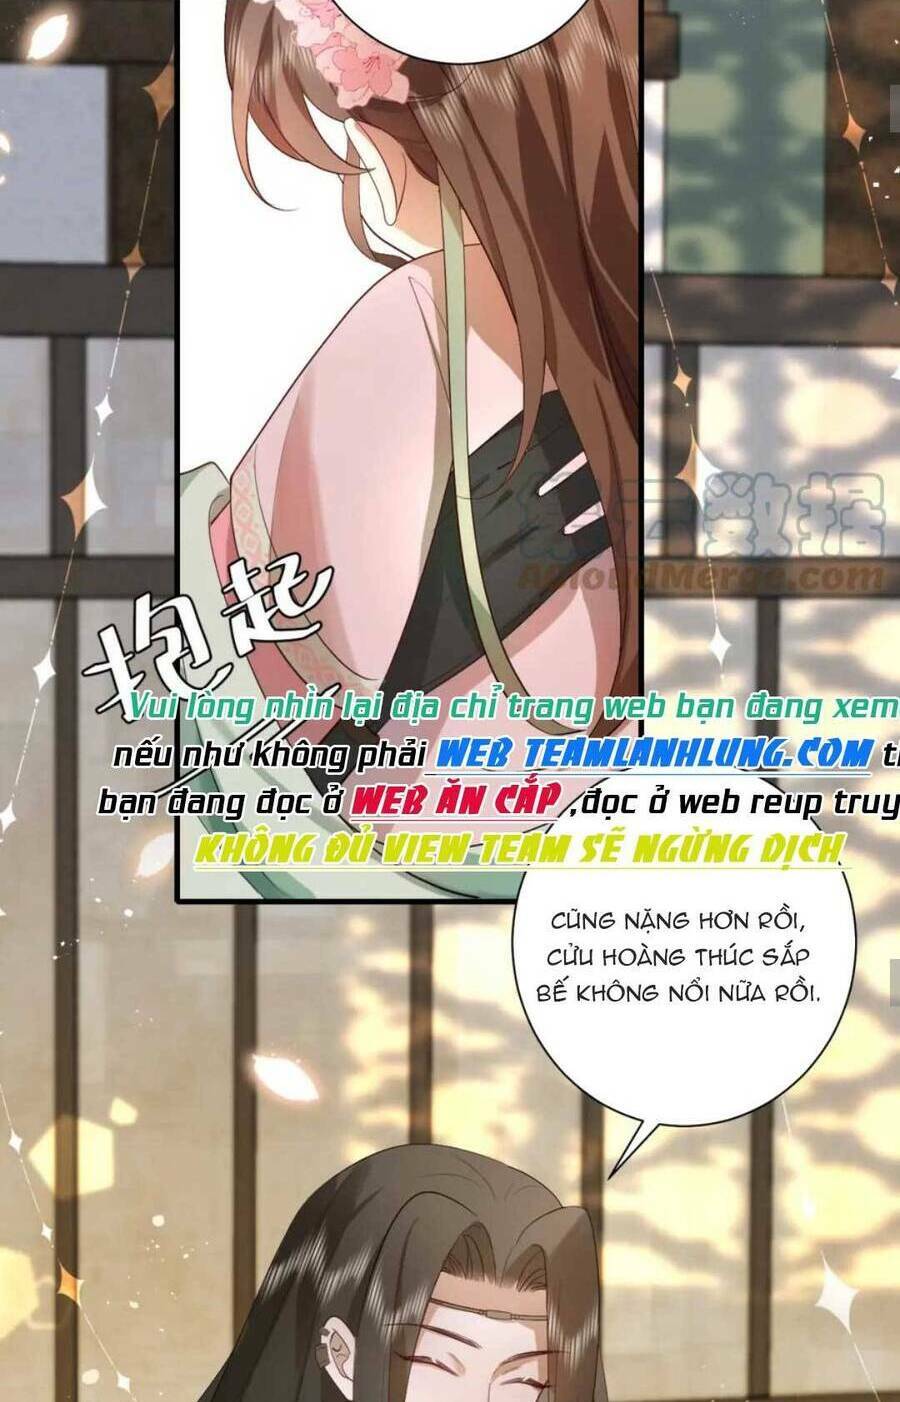 抱起
Vui lòng nhìn lại địa chỉ trang web bạn đang xem
nếu như không phải WEB TEAMLANHLUNG.COM th
bạn đang đọc ở WEB ĂN CẮP ,đọc ở web reup truy
KHÔNG ĐỦ VIEW TEAM SẼ NGỪNG DỊCH
CŨNG NẶNG HƠN RỒI,
CỬU HOÀNG THÚC SẮP
BẾ KHÔNG NỔI NỮA RỒI.